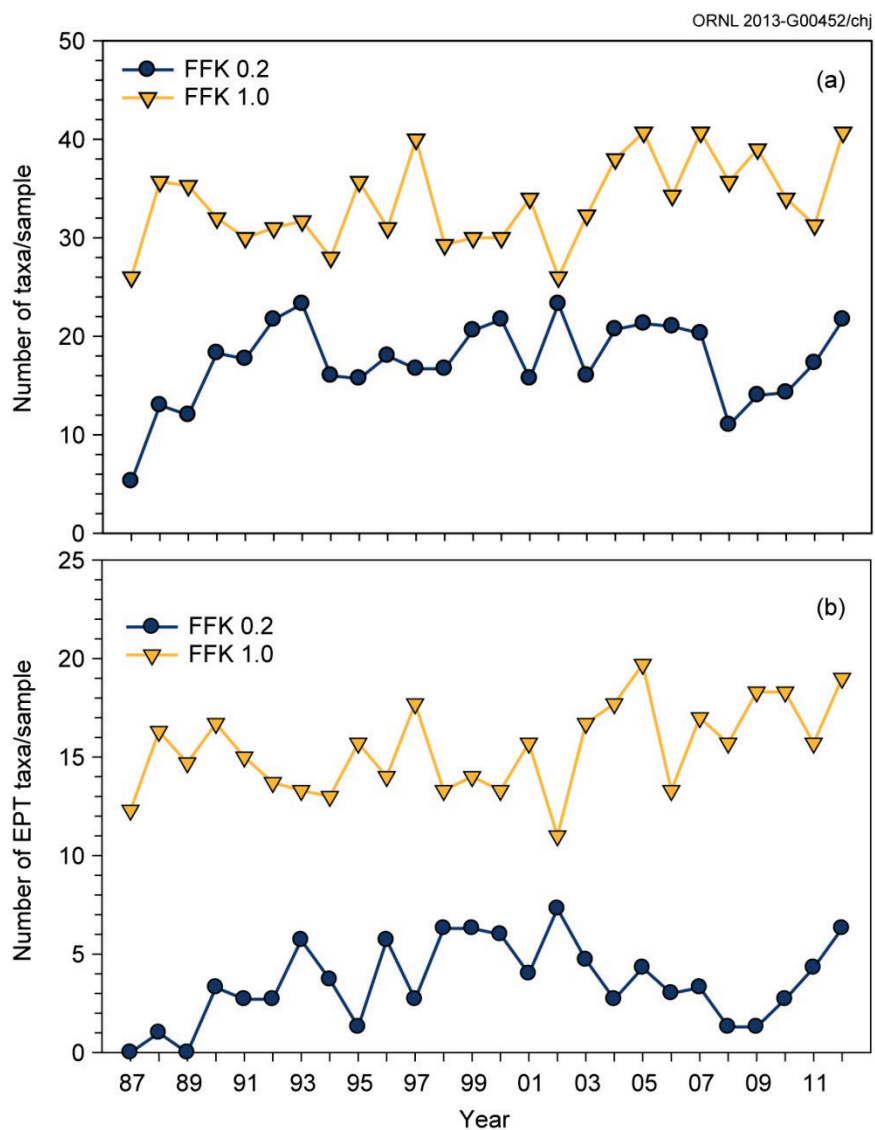 ORNL 2013-G00452/chj
50
40
30
20
10
0
Number of taxa/sample
FFK 0.2
FFK 1.0
(a)
25
20
15
10
5
0
Number of EPT taxa/sample
FFK 0.2
FFK 1.0
(b)
87 89 91 93 95 97 99 01 03 05 07 09 11
Year